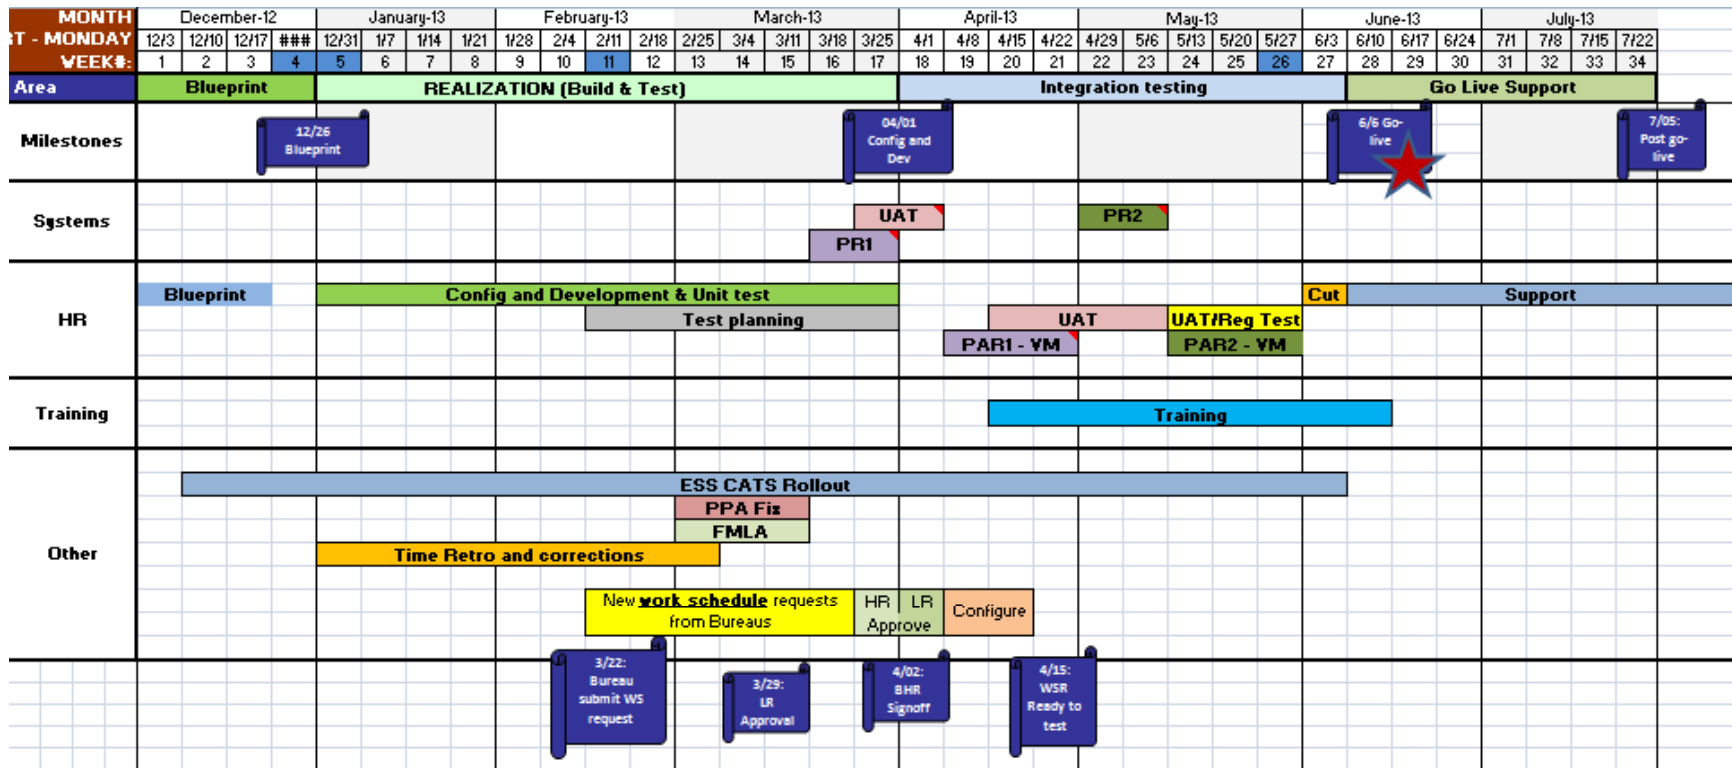 MONTH December-12 January-13 February-13 March-13 April-13 May-13 June-13 July-13
RT - MONDAY 12/3 12/10 12/17 ### 12/31 1/7 1/14 1/21 1/28 2/4 2/11 2/18 2/25 3/4 3/11 3/18 3/25 4/1 4/8 4/15 4/22 4/29 5/6 5/13 5/20 5/27 6/3 6/10 6/17 6/24 7/1 7/8 7/15 7/22
WEEK#: 1 2 3 4 5 6 7 8 9 10 11 12 13 14 15 16 17 18 19 20 21 22 23 24 25 26 27 28 29 30 31 32 33 34
Area Blueprint REALIZATION (Build & Test) Integration testing Go Live Support
Milestones
12/26
Blueprint
04/01
Config and
Dev
6/6 Go-
live
7/05:
Post go-
live
Systems
UAT PR2
PR1
HR
Blueprint Config and Development & Unit test Cut Support
Test planning UAT UAT/Reg Test
PAR1 - VM PAR2 - VM
Training
Training
Other
ESS CATS Rollout
PPA Fix
FMLA
Time Retro and corrections
New work schedule requests
from Bureaus
HR LR
Approve
Configure
3/22:
Bureau
submit WS
request
3/29:
LR
Approval
4/02:
BHR
Signoff
4/15:
WSR
Ready to
test